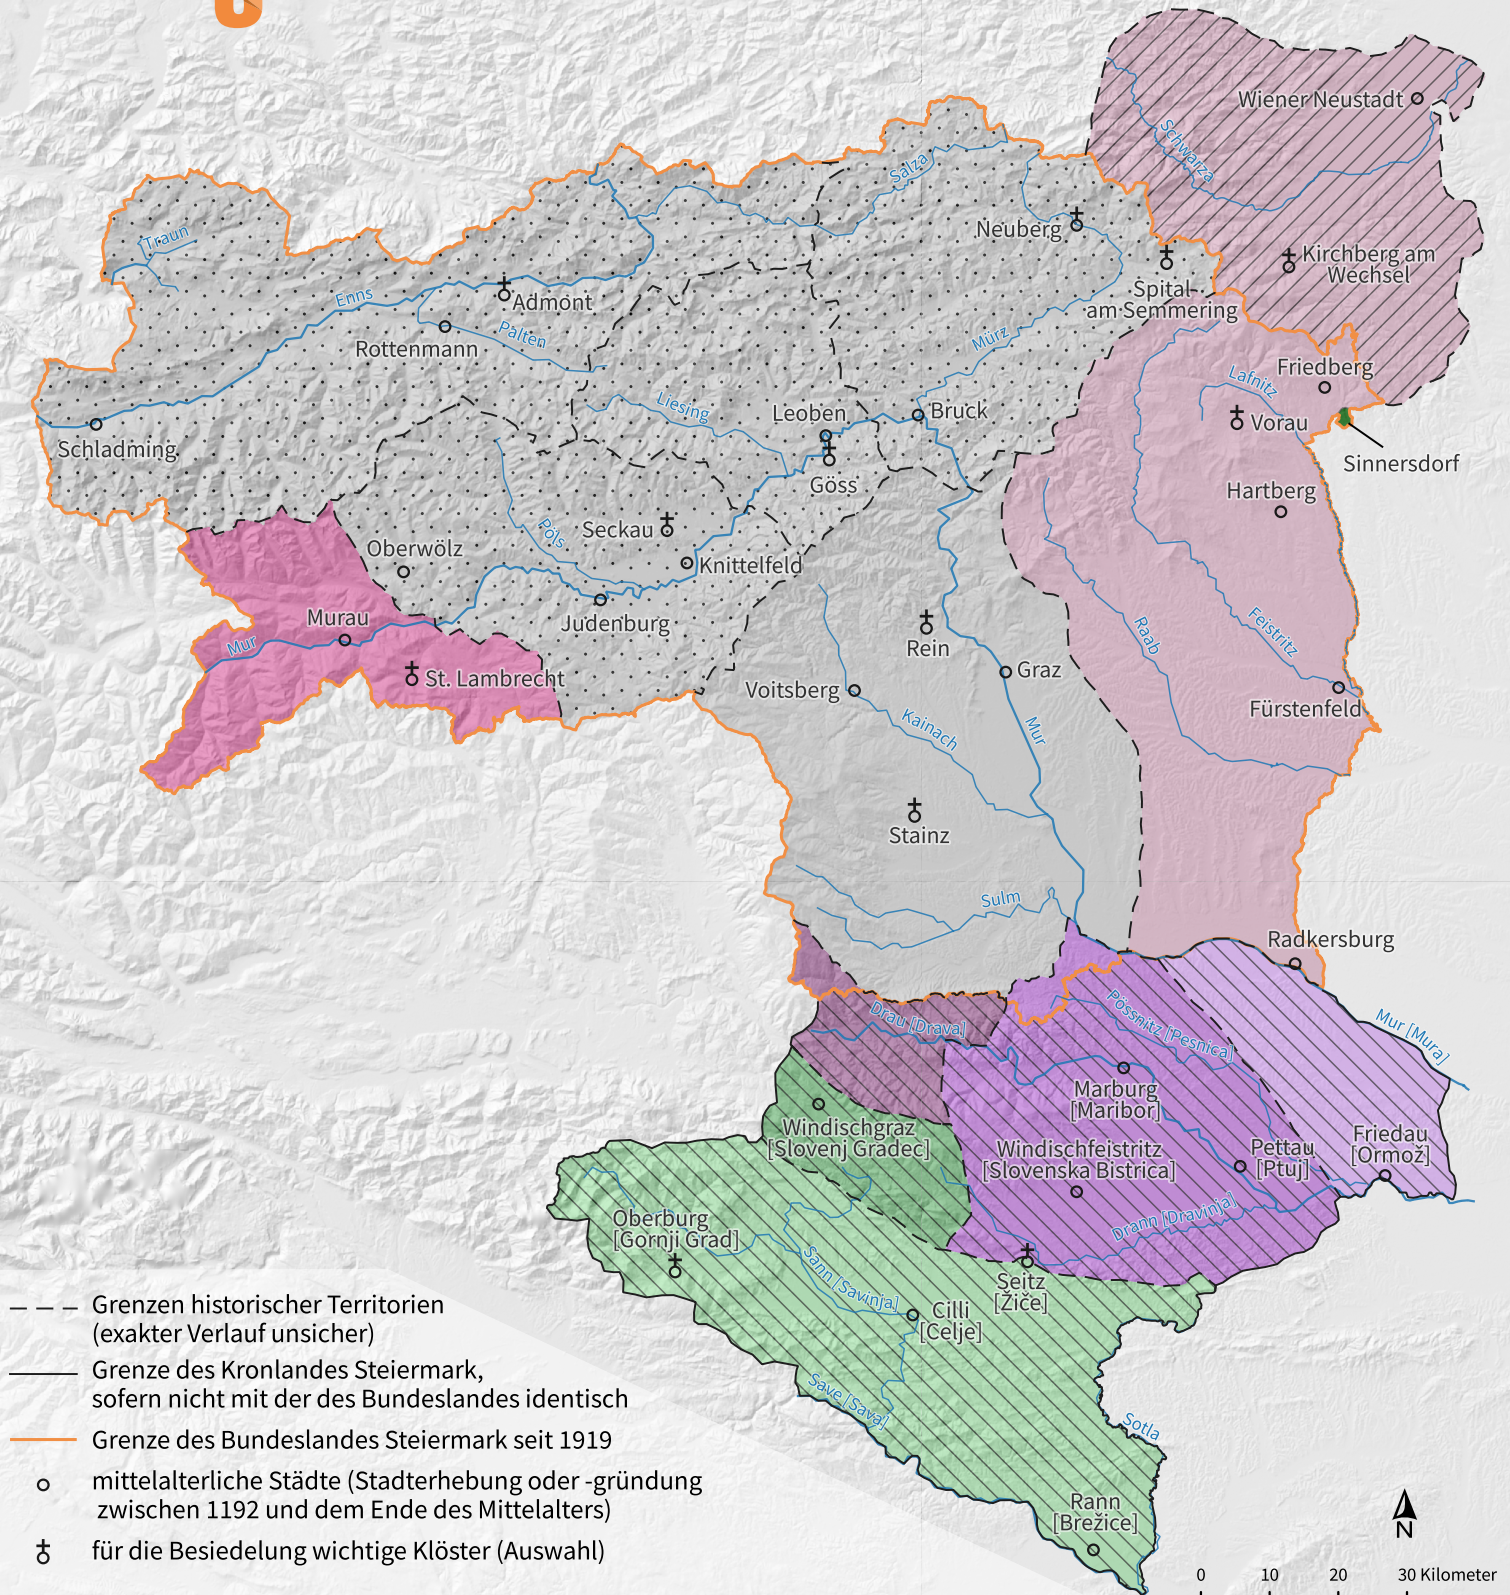 Wiener Neustadt
Schwarza
Salza
Neuberg
Traun
Kirchberg am
Wechsel
Spital
am Semmering
Enns
Admont
Palten
Rottenmann
Mürz
Friedberg
Lafnitz
Liesing
Leoben
Bruck
Vorau
Schladming
Göss
Sinnersdorf
Hartberg
Seckau
Pöls
Oberwölz
Knittelfeld
Murau
Judenburg
Mur
Rein
Raab
Feistritz
St. Lambrecht
Graz
Voitsberg
Fürstenfeld
Kainach
Mur
Stainz
Sulm
Radkersburg
Drau [Drava]
Pössnitz [Pesnica]
Mur [Mura]
Marburg
[Maribor]
Windischgraz
[Slovenj Gradec]
Windischfeistritz
[Slovenska Bistrica]
Pettau
[Ptuj]
Friedau
[Ormož]
Oberburg
[Gornji Grad]
Drann [Dravinja]
Sann [Savinja]
Seitz
[Žiče]
Cilli
[Celje]
Save [Sava]
Sotla
Rann
[Brežice]
Grenzen historischer Territorien
(exakter Verlauf unsicher)
Grenze des Kronlandes Steiermark,
sofern nicht mit der des Bundeslandes identisch
Grenze des Bundeslandes Steiermark seit 1919
mittelalterliche Städte (Stadterhebung oder -gründung
zwischen 1192 und dem Ende des Mittelalters)
für die Besiedelung wichtige Klöster (Auswahl)
N
0 10 20 30 Kilometer